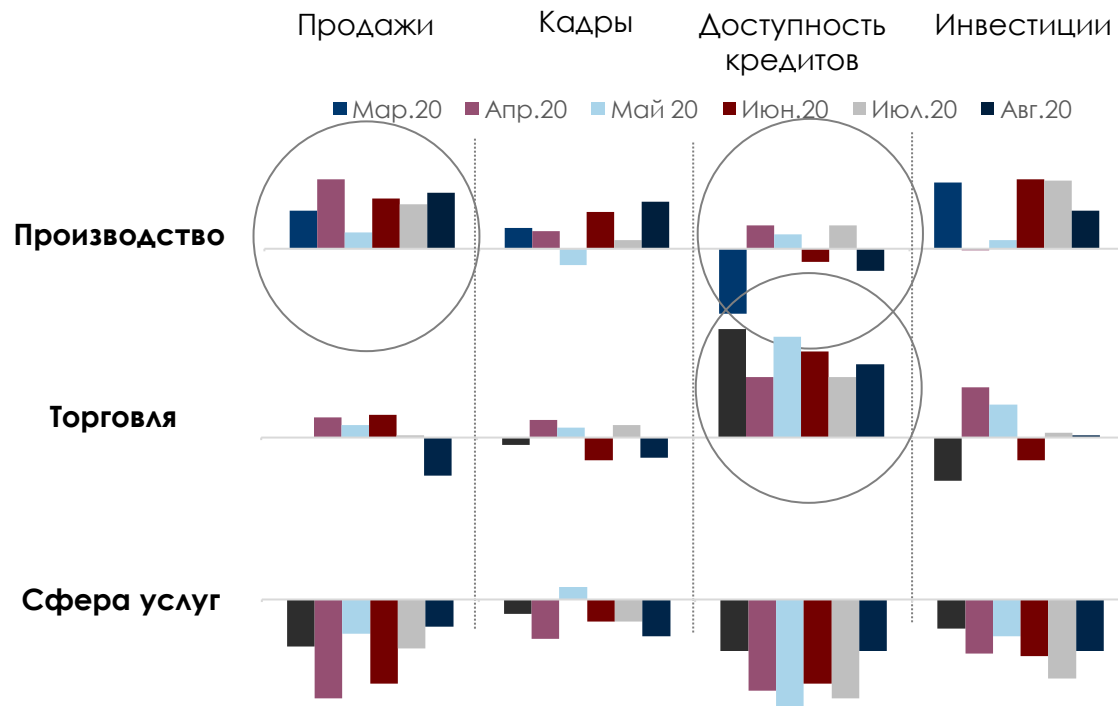 Продажи
Кадры
Доступность
кредитов
Инвестиции
Мар.20 Апр.20 Май 20 Июн.20 Июл.20 Авг.20
Производство
Торговля
Сфера услуг